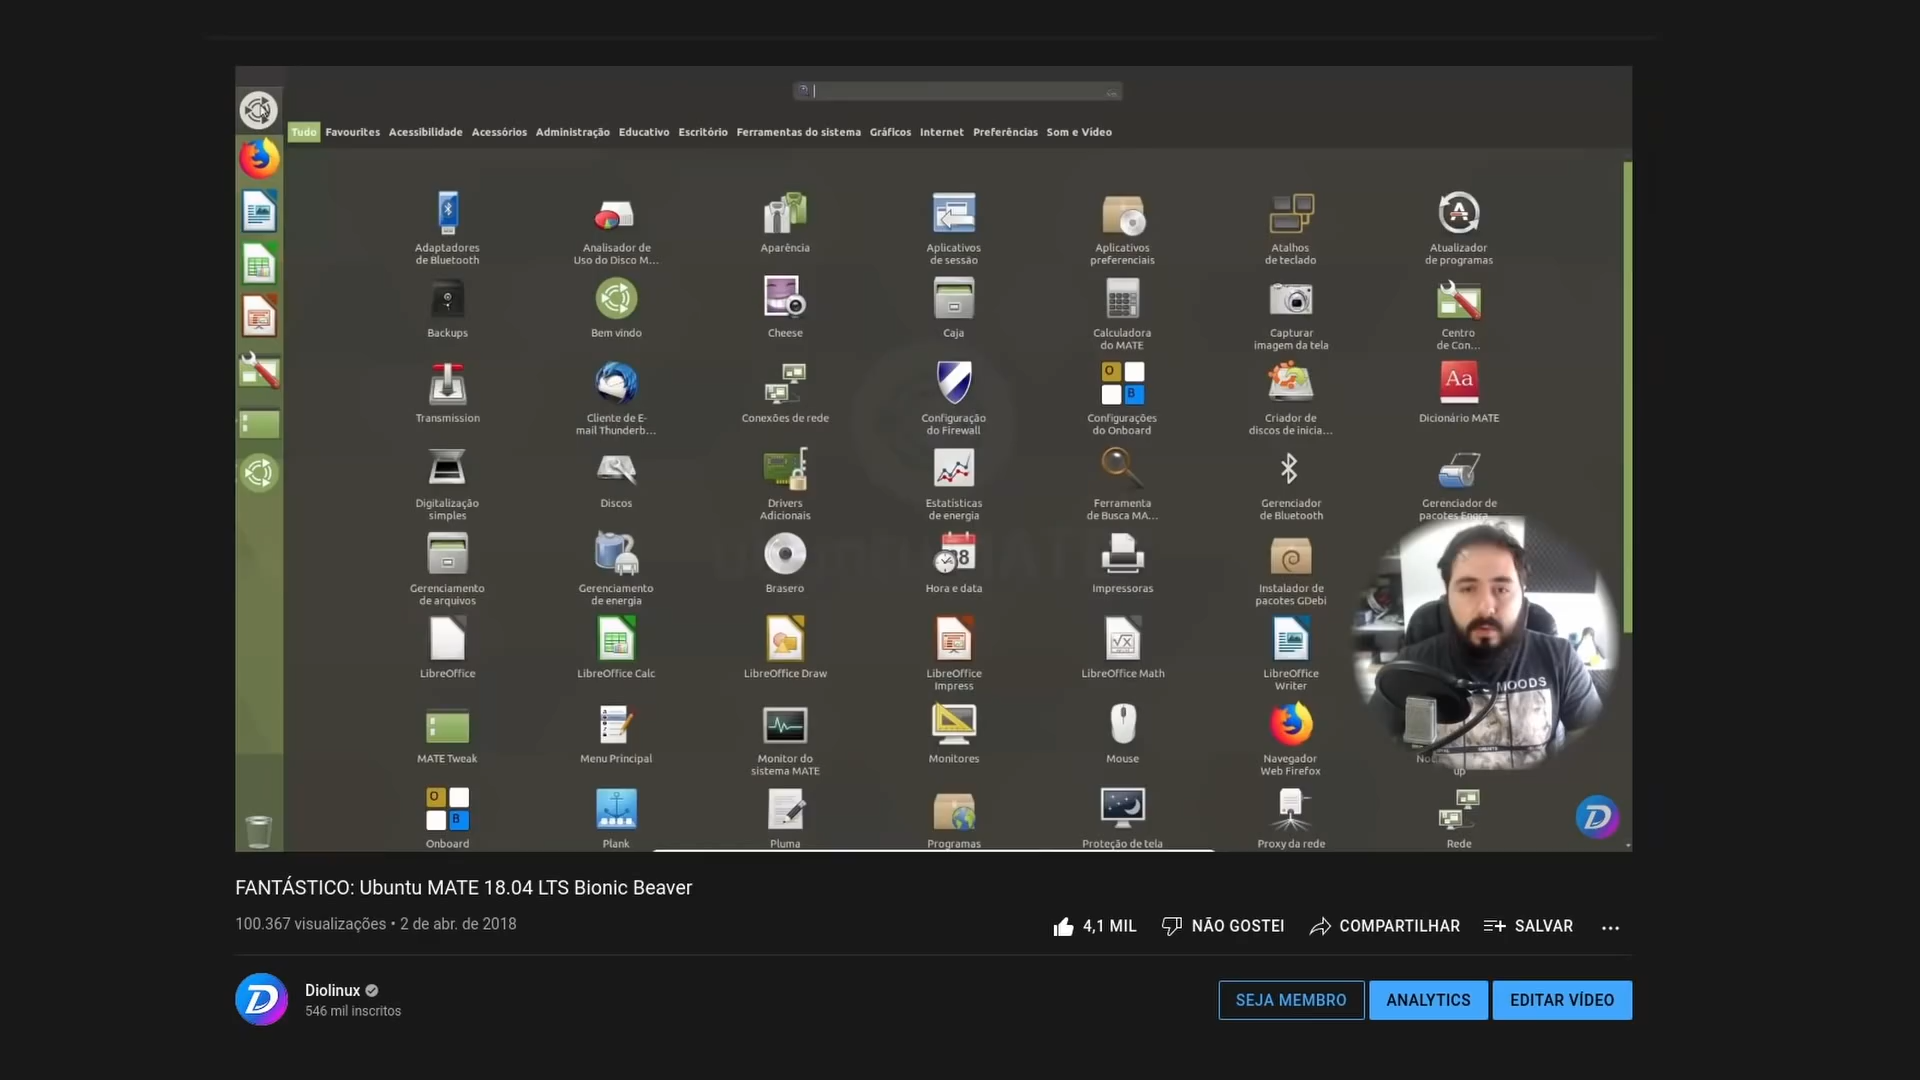 Tudo Favourites Acessibilidade Acessórios Administração Educativo Escritório Ferramentas do sistema Gráficos Internet Preferências Som e Vídeo
Adaptadores
de Bluetooth
Analisador de
Uso do Disco M...
Aparência
Aplicativos
de sessão
Aplicativos
preferenciais
Atalhos
de teclado
Atualizador
de programas
Backups
Bem vindo
Cheese
Caja
Calculadora
do MATE
Capturar
imagem da tela
Centro
de Con...
Transmission
Cliente de E-
mail Thunderb...
Conexões de rede
Configuração
do Firewall
Configurações
do Onboard
Criador de
discos de inicia...
Aa
Dicionário MATE
Digitalização
simples
Discos
Drivers
Adicionais
Estatísticas
de energia
Ferramenta
de Busca MA...
Gerenciador
de Bluetooth
Gerenciador de
pacotes
Gerenciamento
de arquivos
Gerenciamento
de energia
Brasero
Hora e data
Impressoras
Instalador de
pacotes GDebi
LibreOffice
LibreOffice Calc
LibreOffice Draw
LibreOffice
Impress
LibreOffice Math
LibreOffice
Writer
MOODS
MATE Tweak
Menu Principal
Monitor do
sistema MATE
Monitores
Mouse
Navegador
Web Firefox
up
Onboard
Plank
Pluma
Programas
Proteção de tela
Proxy da rede
Rede
FANTÁSTICO: Ubuntu MATE 18.04 LTS Bionic Beaver
100.367 visualizações • 2 de abr. de 2018
4,1 MIL NÃO GOSTEI COMPARTILHAR SALVAR
Diolinux
546 mil inscritos
SEJA MEMBRO ANALYTICS EDITAR VÍDEO